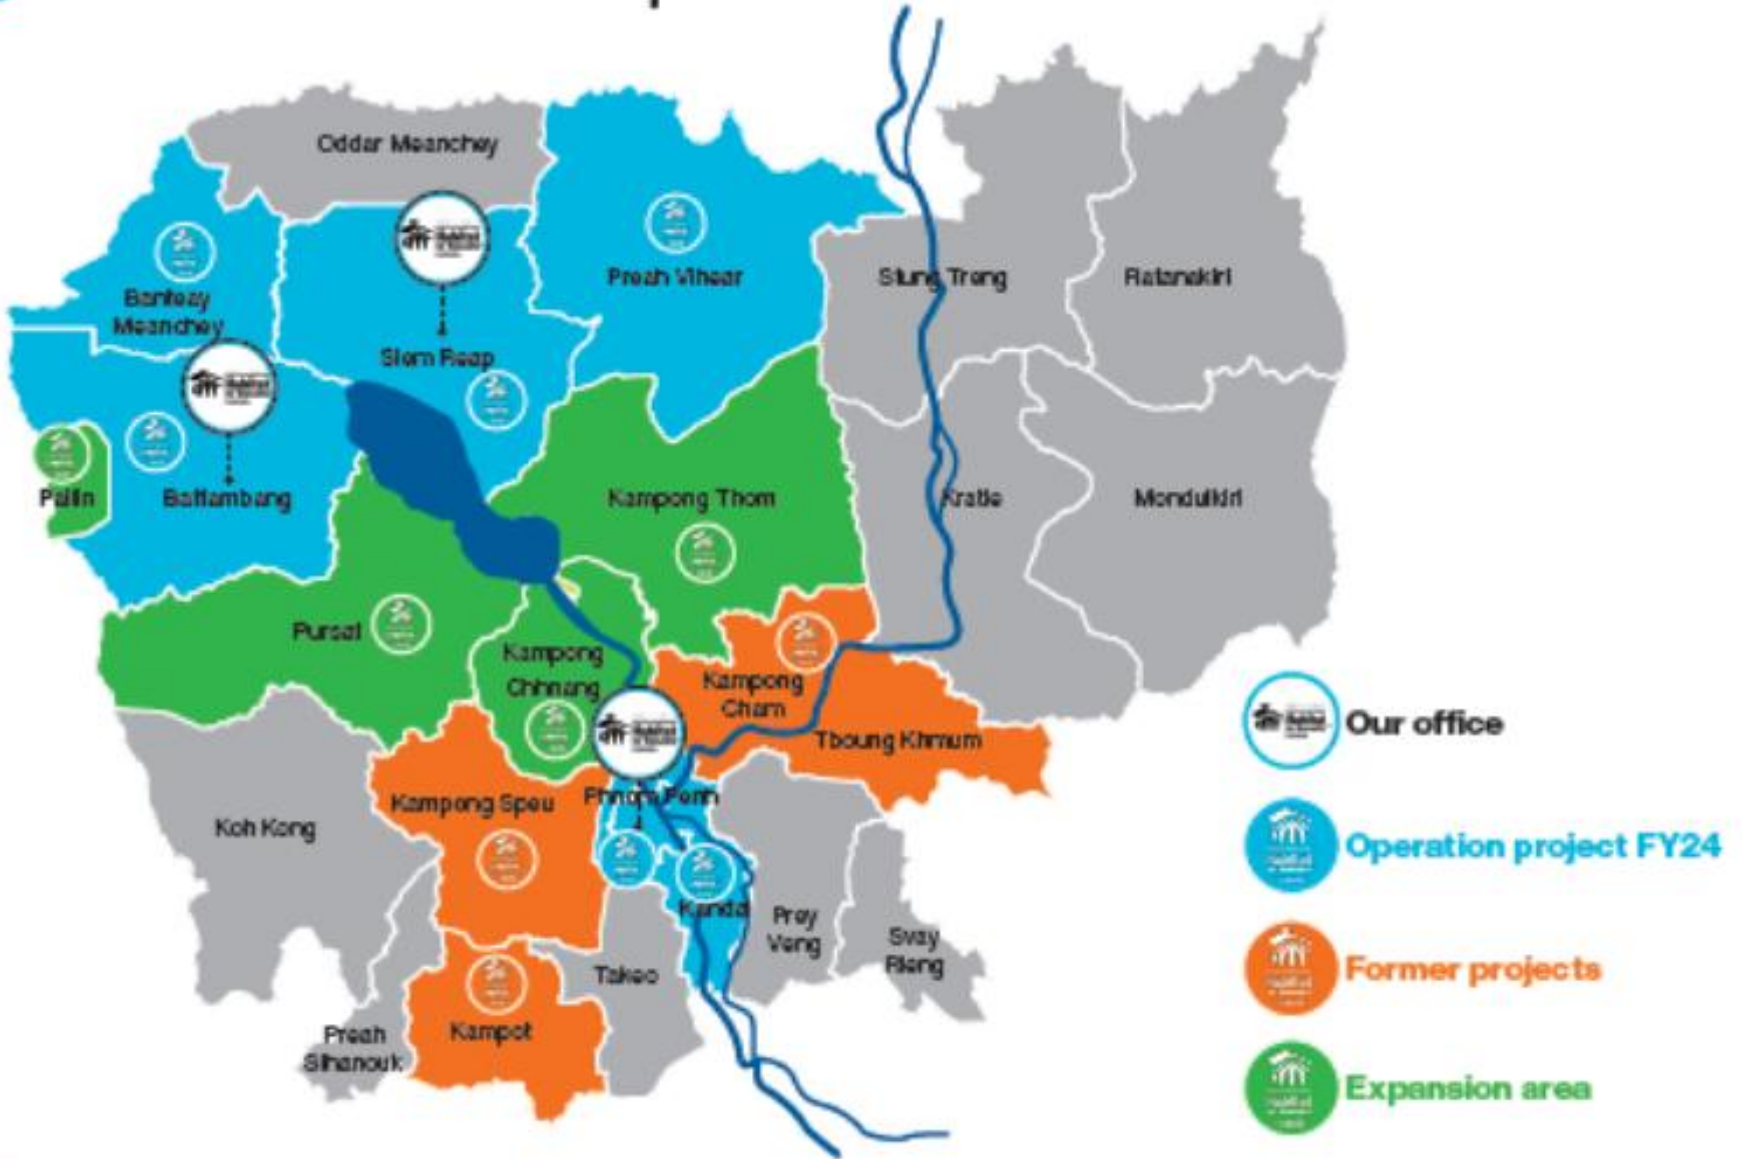 Oddar Meanchey
Preah Vihear
Stung Treng
Ratanakiri
Banteay
Meanchey
Siem Reap
Pailin
Battambang
Kampong Thom
Kratie
Mondulkiri
Pursat
Kampong
Chhnang
Kampong
Cham
Tboung Khmum
Kampong Speu
Phnom Penh
Koh Kong
Kandal
Prey
Veng
Svay
Rieng
Takeo
Kampot
Preah
Sihanouk
Our office
Operation project FY24
Former projects
Expansion area